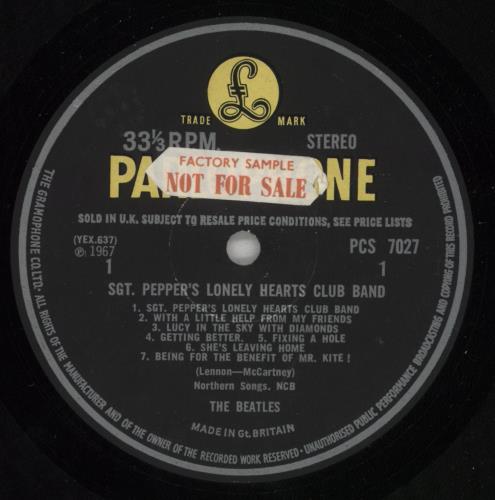 £
TRADE MARK
33⅓ R.P.M. STEREO
FACTORY SAMPLE
NOT FOR SALE
PA ONE
SOLD IN U.K. SUBJECT TO RESALE PRICE CONDITIONS, SEE PRICE LISTS
(YEX.637) PCS 7027
℗ 1967
1 1
SGT. PEPPER'S LONELY HEARTS CLUB BAND
1. SGT. PEPPER'S LONELY HEARTS CLUB BAND
2. WITH A LITTLE HELP FROM MY FRIENDS
3. LUCY IN THE SKY WITH DIAMONDS
4. GETTING BETTER. 5. FIXING A HOLE
6. SHE'S LEAVING HOME
7. BEING FOR THE BENEFIT OF MR. KITE!
(Lennon—McCartney)
Northern Songs, NCB
THE BEATLES
MADE IN Gt. BRITAIN
THE GRAMOPHONE CO. LTD. · ALL RIGHTS OF THE MANUFACTURER AND OF THE OWNER OF THE RECORDED WORK RESERVED · UNAUTHORISED PUBLIC PERFORMANCE, BROADCASTING AND COPYING OF THIS RECORD PROHIBITED